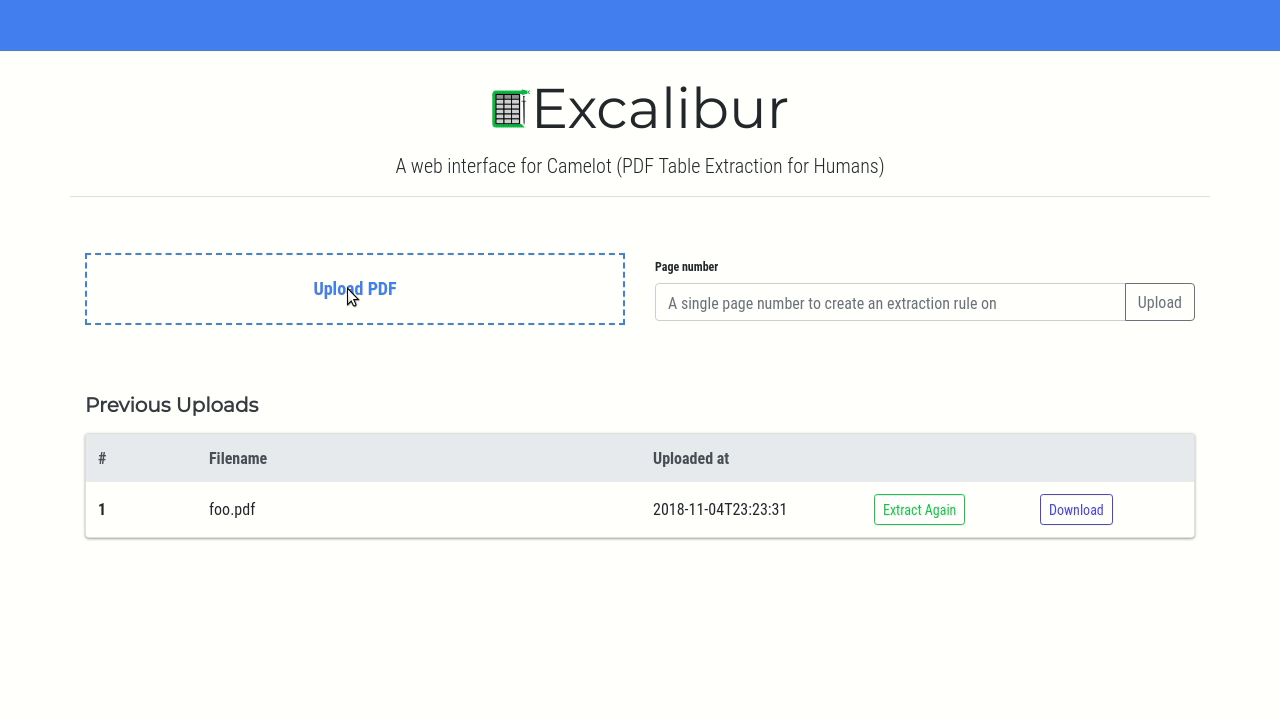 Excalibur
A web interface for Camelot (PDF Table Extraction for Humans)
Upload PDF
Page number
A single page number to create an extraction rule on
Upload
Previous Uploads
# Filename Uploaded at
1 foo.pdf 2018-11-04T23:23:31 Extract Again Download